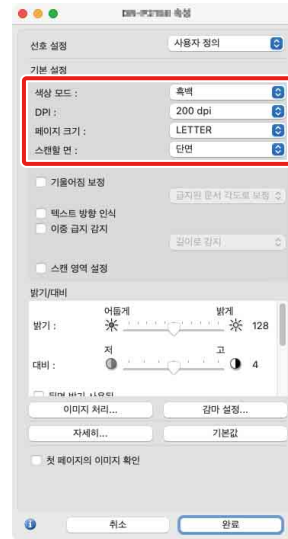 속성
선호 설정 사용자 정의
기본 설정
색상 모드 : 흑백
DPI : 200 dpi
페이지 크기 : LETTER
스캔할 면 : 단면
기울어짐 보정
급지된 문서 각도로 보정
텍스트 방향 인식
이중 급지 감지
길이로 감지
스캔 영역 설정
밝기/대비
어둡게 밝게
밝기 : 128
저 고
대비 : 4
이미지 처리... 감마 설정...
자세히... 기본값
첫 페이지의 이미지 확인
취소 완료